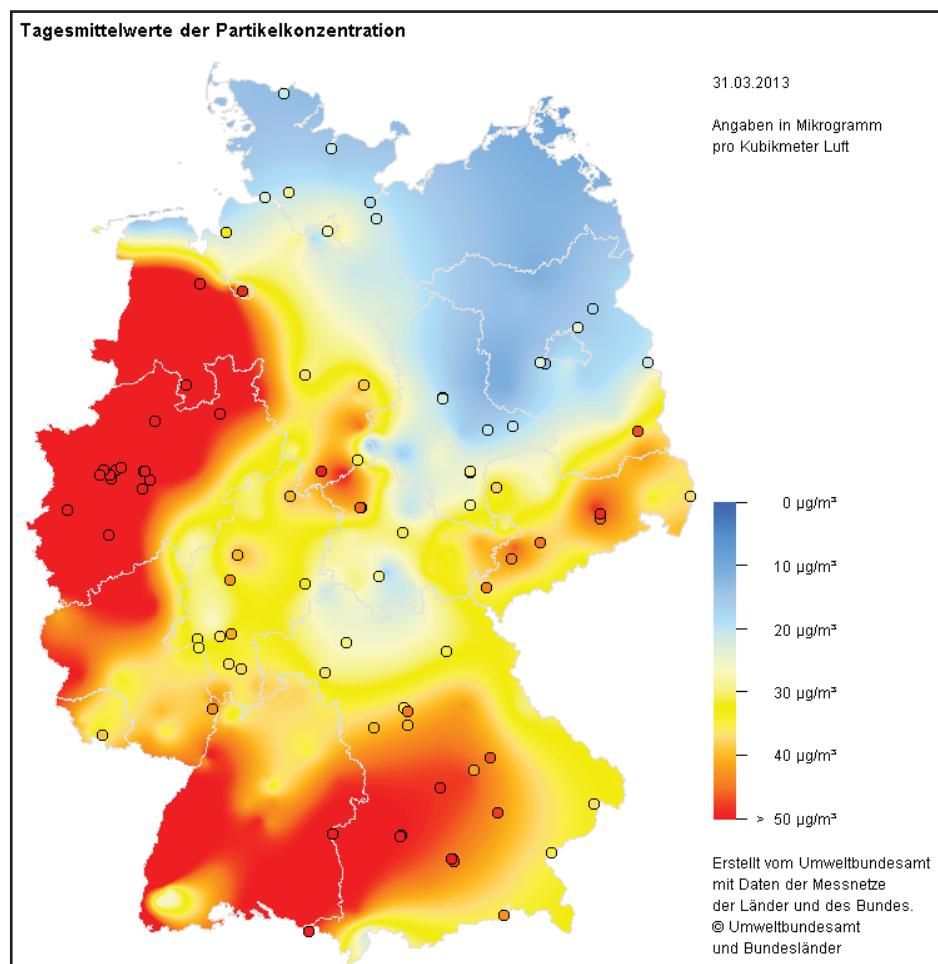 Tagesmittelwerte der Partikelkonzentration
31.03.2013
Angaben in Mikrogramm
pro Kubikmeter Luft
0 µg/m³
10 µg/m³
20 µg/m³
30 µg/m³
40 µg/m³
> 50 µg/m³
Erstellt vom Umweltbundesamt
mit Daten der Messnetze
der Länder und des Bundes.
© Umweltbundesamt
und Bundesländer